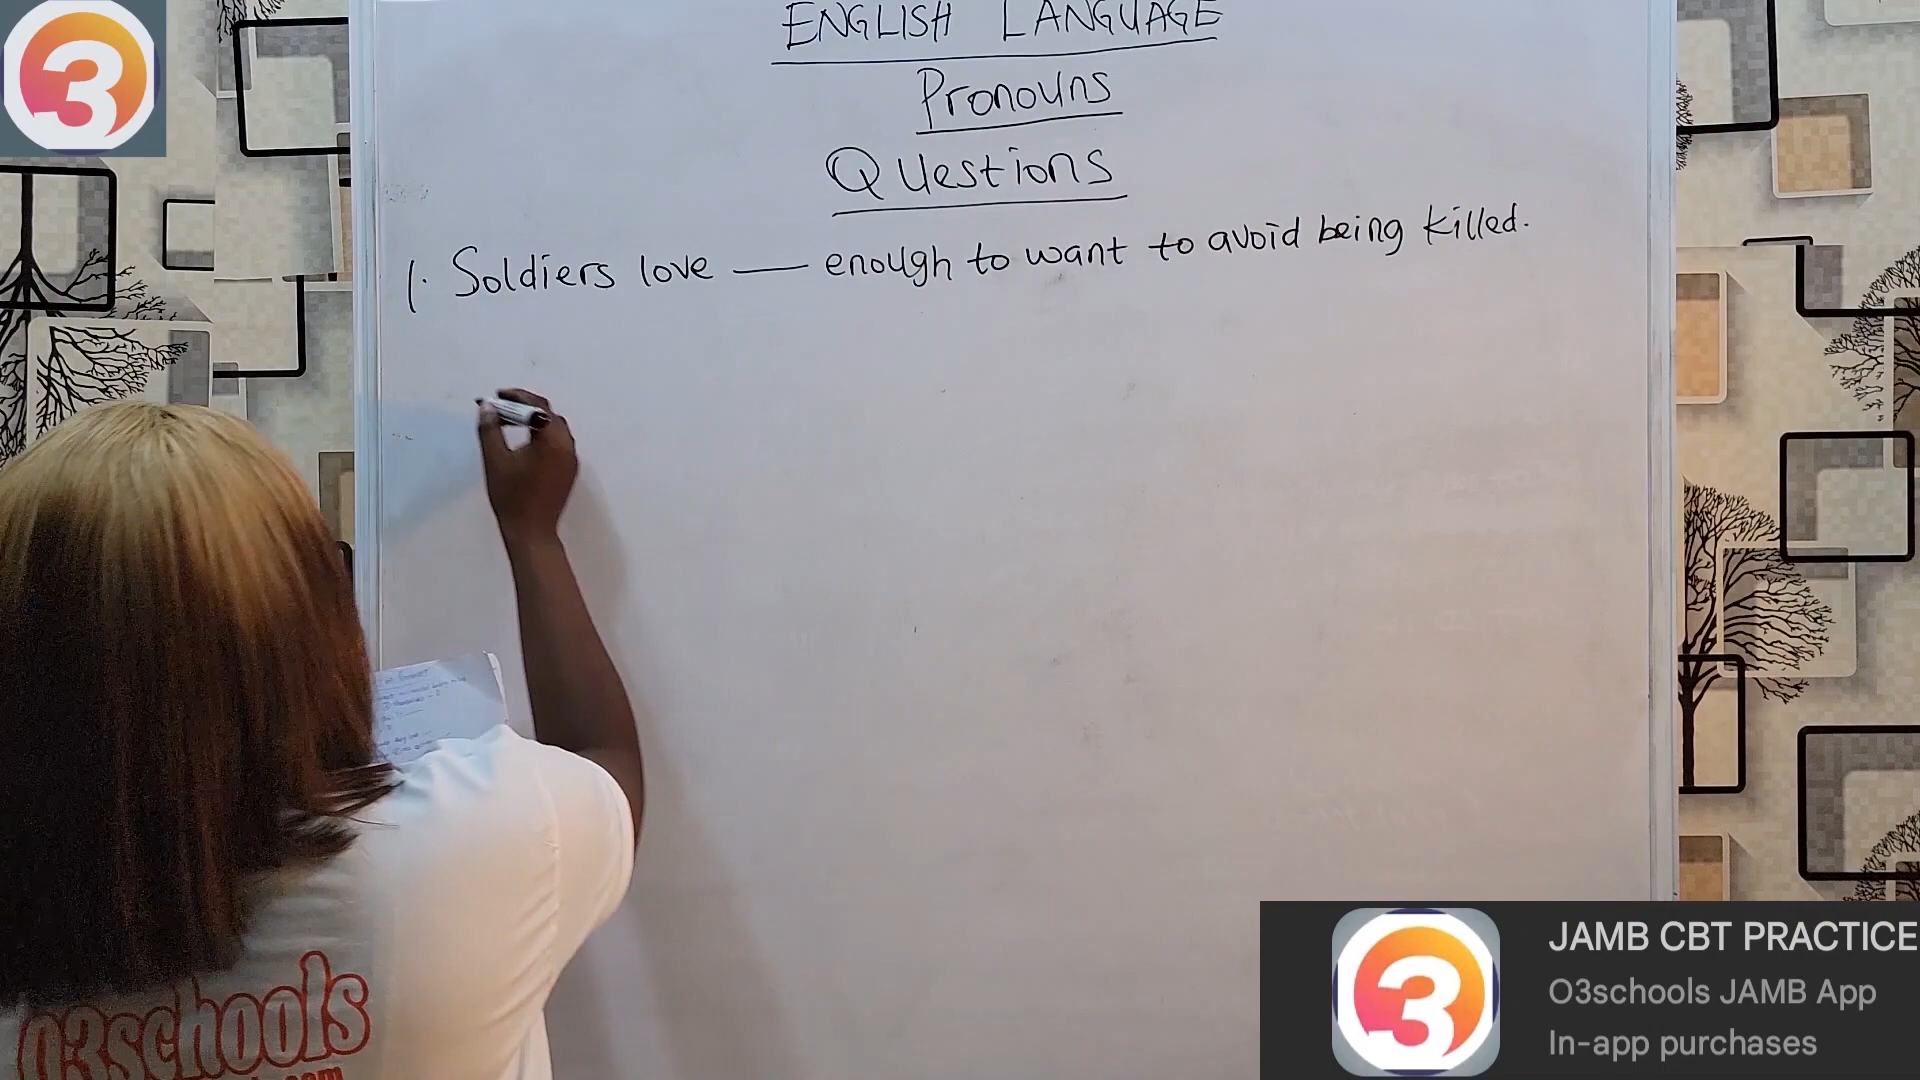 ENGLISH LANGUAGE
Pronouns
Questions
1. Soldiers love — enough to want to avoid being killed.
O3schools
JAMB CBT PRACTICE
O3schools JAMB App
In-app purchases